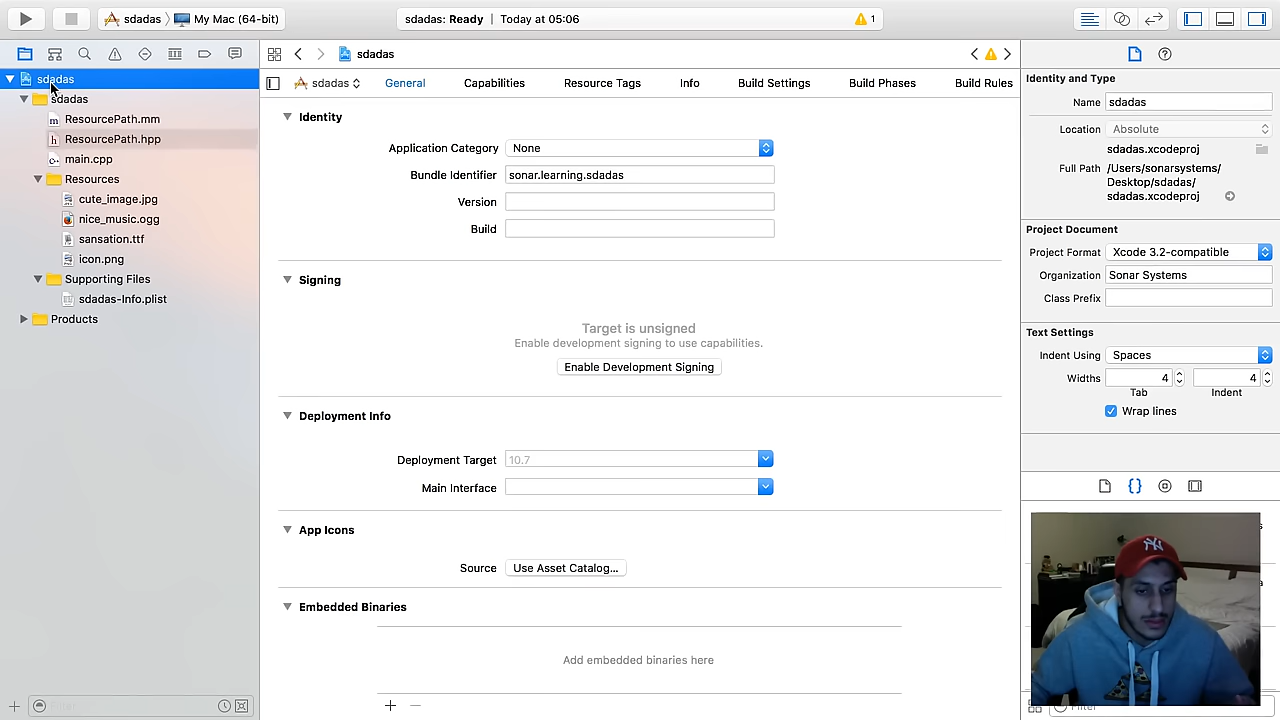 sdadas
My Mac (64-bit)
sdadas: Ready
Today at 05:06
1
sdadas
sdadas
General
Capabilities
Resource Tags
Info
Build Settings
Build Phases
Build Rules
sdadas
sdadas
ResourcePath.mm
ResourcePath.hpp
main.cpp
Resources
cute_image.jpg
nice_music.ogg
sansation.ttf
icon.png
Supporting Files
sdadas-Info.plist
Products
Filter
Identity
Application Category
None
Bundle Identifier
sonar.learning.sdadas
Version
Build
Signing
Target is unsigned
Enable development signing to use capabilities.
Enable Development Signing
Deployment Info
Deployment Target
10.7
Main Interface
App Icons
Source
Use Asset Catalog...
Embedded Binaries
Add embedded binaries here
Identity and Type
Name
sdadas
Location
Absolute
sdadas.xcodeproj
Full Path
/Users/sonarsystems/
Desktop/sdadas/
sdadas.xcodeproj
Project Document
Project Format
Xcode 3.2-compatible
Organization
Sonar Systems
Class Prefix
Text Settings
Indent Using
Spaces
Widths
4
4
Tab
Indent
Wrap lines
NY
Filter